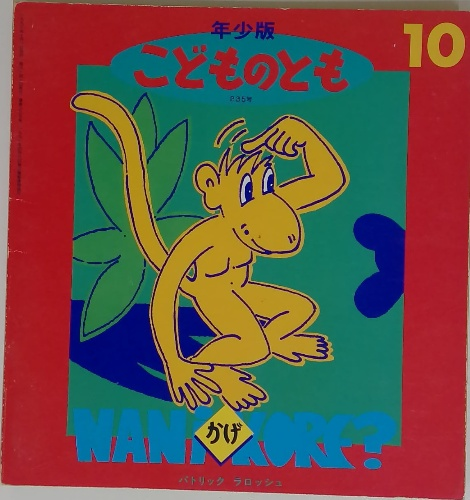 年少版
10
こどものとも
NANI KORE?
かげ
パトリック ラロッシュ